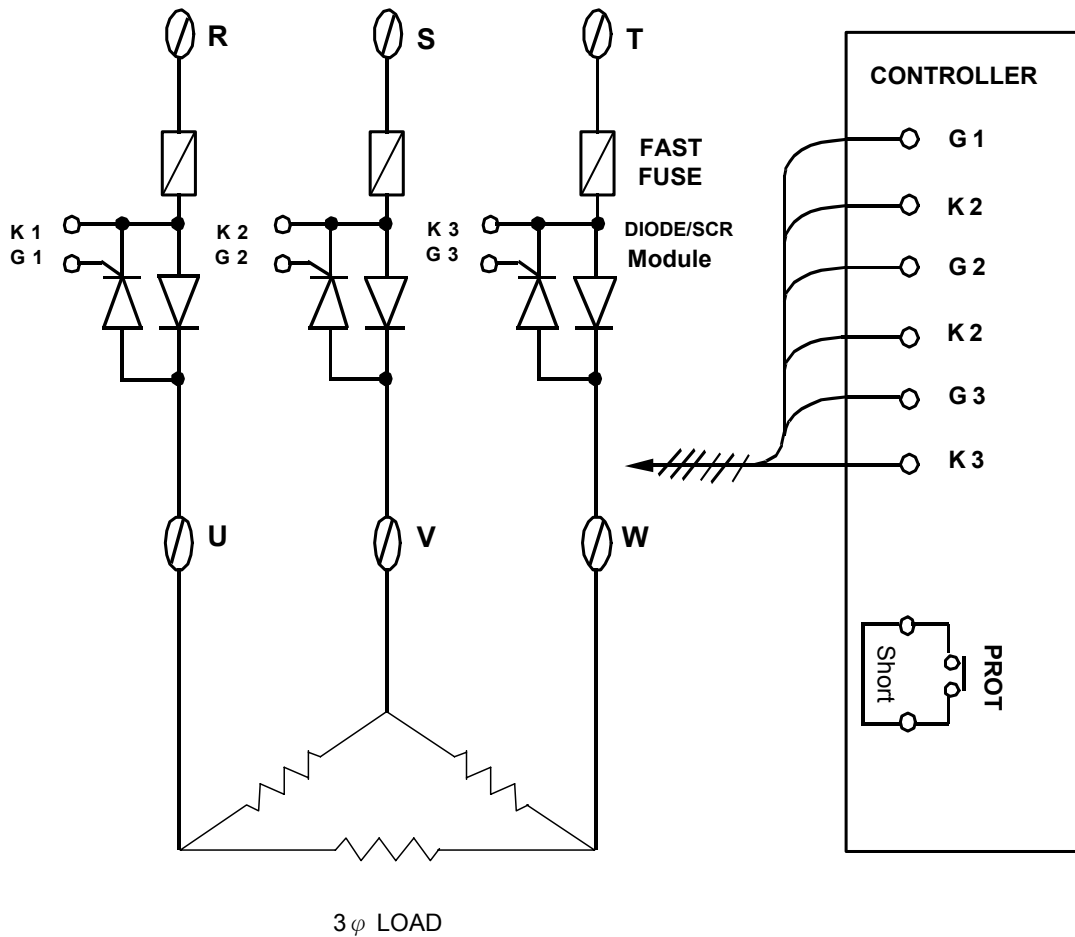 R
S
T
CONTROLLER
FAST
FUSE
G 1
K 1
G 1
K 2
G 2
K 3
G 3
DIODE/SCR
Module
K 2
G 2
K 2
G 3
K 3
U
V
W
Short
PROT
3 φ LOAD